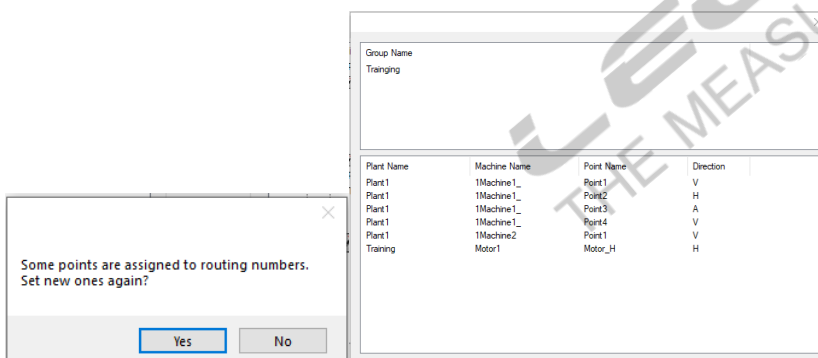 Group Name
Trainging
Plant Name Machine Name Point Name Direction
Plant1 1Machine1_ Point1 V
Plant1 1Machine1_ Point2 H
Plant1 1Machine1_ Point3 A
Plant1 1Machine1_ Point4 V
Plant1 1Machine2 Point1 V
Training Motor1 Motor_H H
Some points are assigned to routing numbers.
Set new ones again?
Yes No
THE MEAS